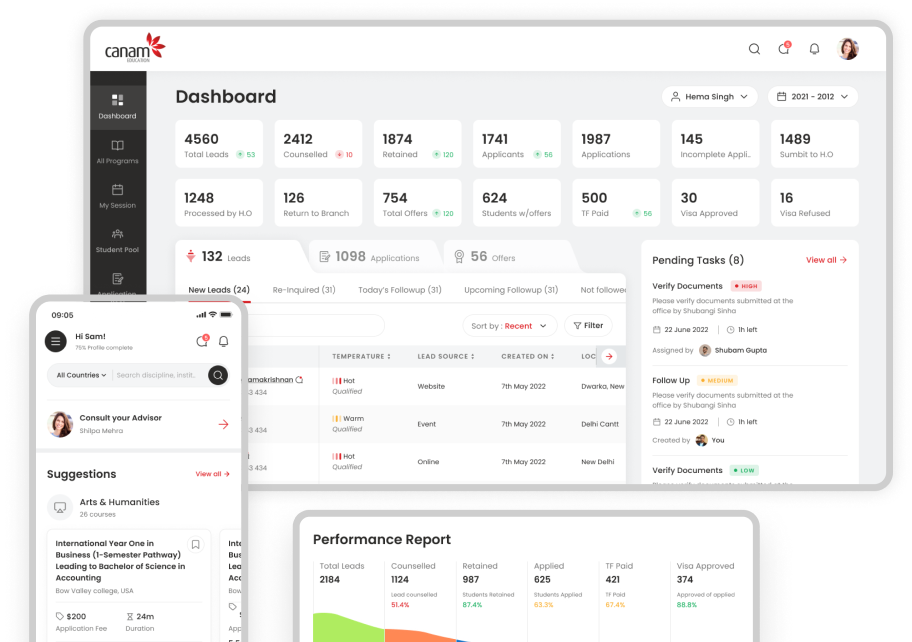 canam
EDUCATION
5
Dashboard
Hema Singh
2021 - 2012
Dashboard
All Programs
My Session
Student Pool
Application
4560
Total Leads 53
2412
Counselled 10
1874
Retained 120
1741
Applicants 56
1987
Applications
145
Incomplete Appli..
1489
Sumbit to H.O
1248
Processed by H.O
126
Return to Branch
754
Total Offers 120
624
Students w/offers
500
TF Paid 56
30
Visa Approved
16
Visa Refused
132 Leads
1098 Applications
56 Offers
New Leads (24)
Re-Inquired (31)
Today's Followup (31)
Upcoming Followup (31)
Not followe
Sort by : Recent
Filter
TEMPERATURE
LEAD SOURCE
CREATED ON
LOC
amakrishnan
3 434
Hot
Qualified
Website
7th May 2022
Dwarka, New
3 434
Warm
Qualified
Event
7th May 2022
Delhi Cantt
3 434
Hot
Qualified
Online
7th May 2022
New Delhi
Pending Tasks (8)
View all
Verify Documents HIGH
Please verify documents submitted at the
office by Shubangi Sinha
22 June 2022 1h left
Assigned by Shubam Gupta
Follow Up MEDIUM
Please verify documents submitted at the
office by Shubangi Sinha
22 June 2022 1h left
Created by You
Verify Documents LOW
09:05
Hi Sam!
75% Profile complete
5
All Countries
Search discipline, instit..
Consult your Advisor
Shilpa Mehra
Suggestions
View all
Arts & Humanities
26 courses
International Year One in
Business (1-Semester Pathway)
Leading to Bachelor of Science in
Accounting
Bow Valley college, USA
$200
Application Fee
24m
Duration
Inte
Bus
Lea
Acc
Bow
App
Performance Report
Total Leads
2184
Counselled
1124
Lead counselled
51.4%
Retained
987
Students Retained
87.4%
Applied
625
Students Applied
63.3%
TF Paid
421
TF Paid
67.4%
Visa Approved
374
Approved of applied
88.8%